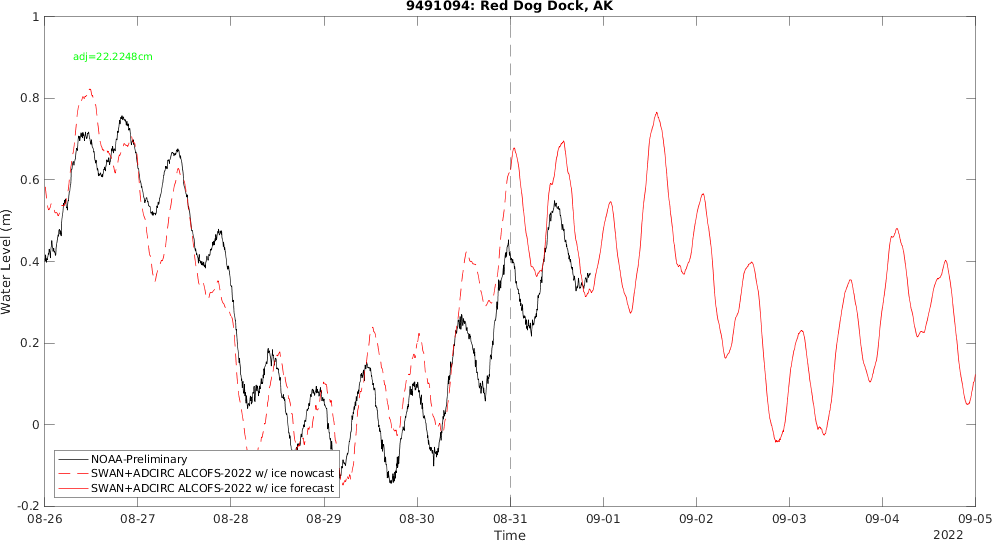 9491094: Red Dog Dock, AK
adj=22.2248cm
Water Level (m)
1
0.8
0.6
0.4
0.2
0
-0.2
NOAA-Preliminary
SWAN+ADCIRC ALCOFS-2022 w/ ice nowcast
SWAN+ADCIRC ALCOFS-2022 w/ ice forecast
08-26 08-27 08-28 08-29 08-30 08-31 09-01 09-02 09-03 09-04 09-05
Time
2022